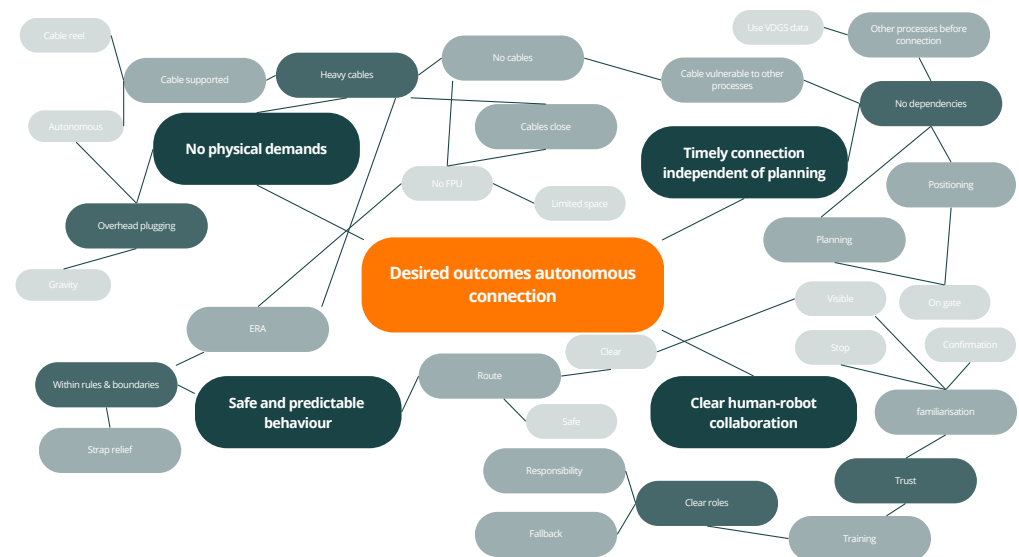 Cable reel
Use VDGS data
Other processes before
connection
No cables
Heavy cables
Cable supported
Cable vulnerable to other
processes
No dependencies
Autonomous
Cables close
No physical demands
Timely connection
independent of planning
No FPU
Positioning
Limited space
Overhead plugging
Planning
Desired outcomes autonomous
connection
Gravity
Visible
On gate
ERA
Stop
Confirmation
Clear
Route
Within rules & boundaries
Safe and predictable
behaviour
Clear human-robot
collaboration
familiarisation
Safe
Strap relief
Responsibility
Trust
Clear roles
Fallback
Training